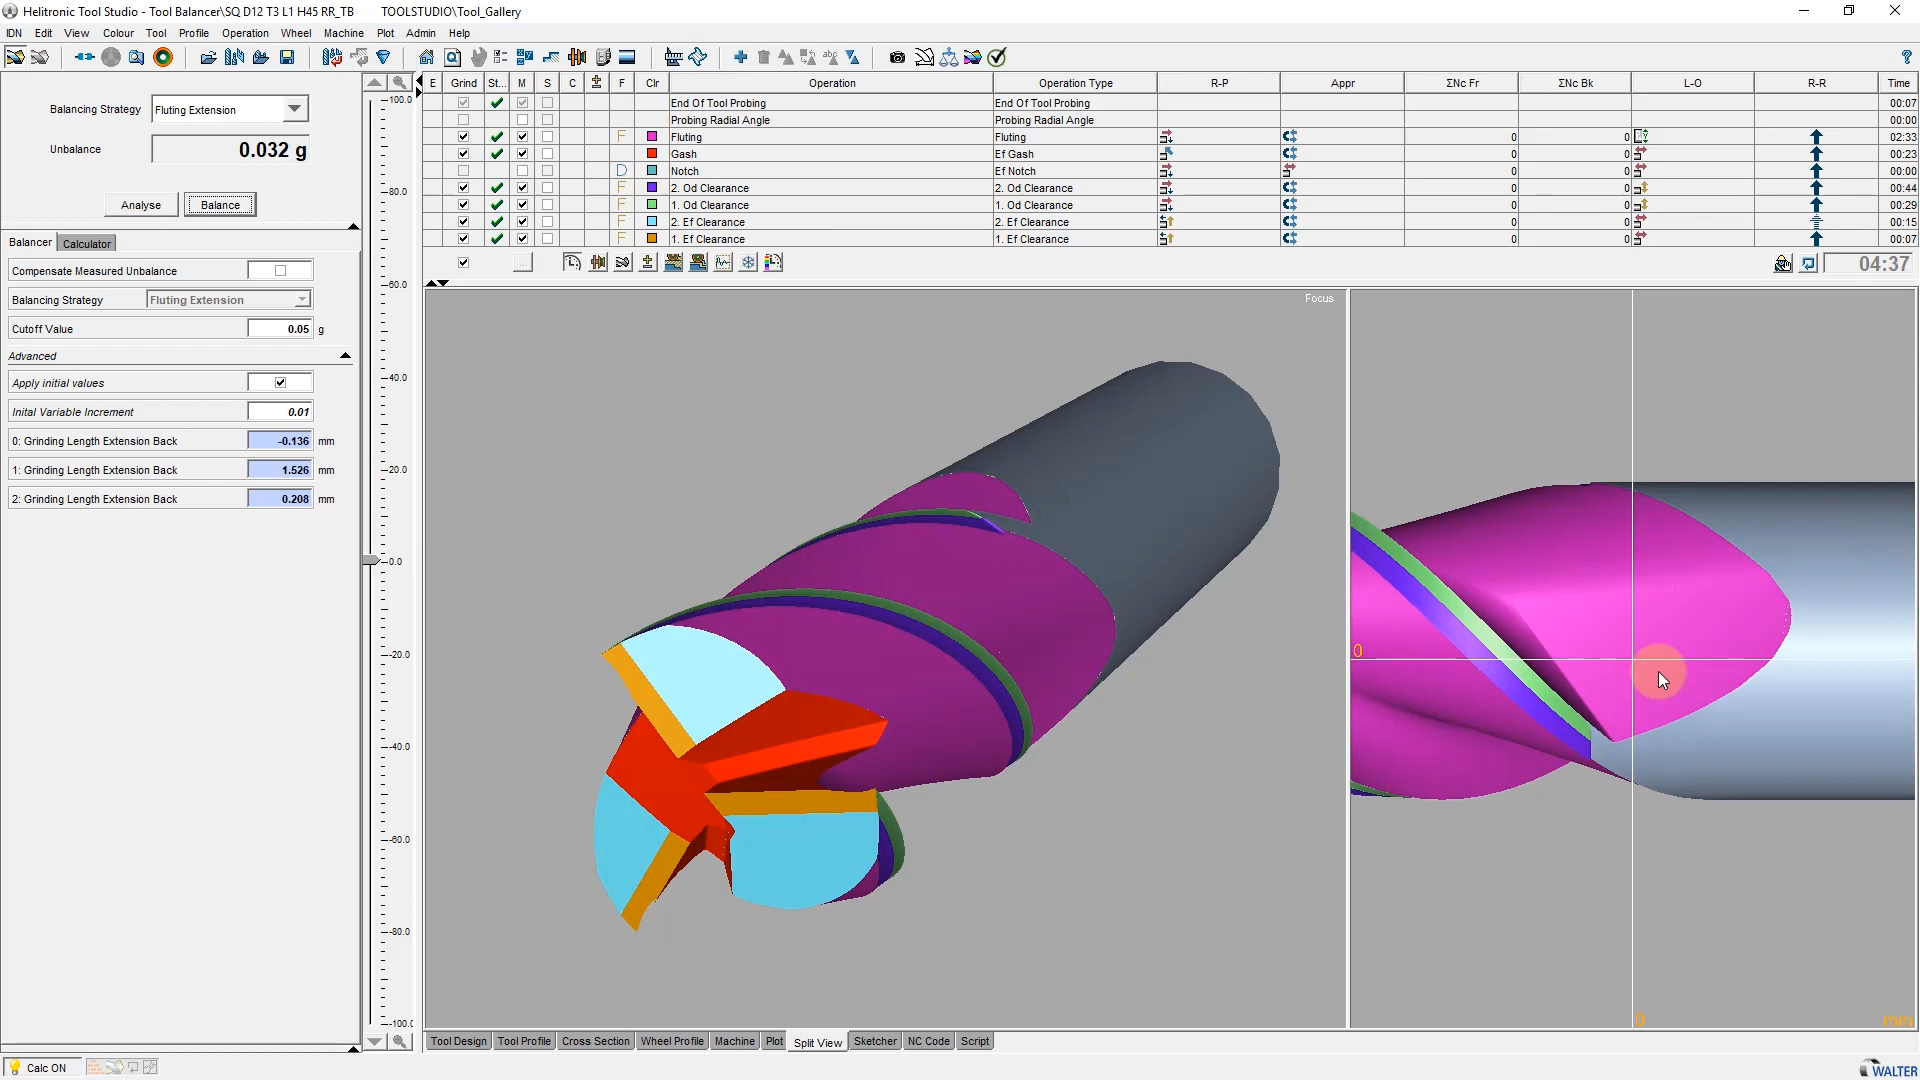 Helitronic Tool Studio - Tool Balancer\SQ D12 T3 L1 H45 RR_TB TOOLSTUDIO\Tool_Gallery
IDN Edit View Colour Tool Profile Operation Wheel Machine Plot Admin Help
Balancing Strategy Fluting Extension
Unbalance 0.032 g
Analyse Balance
Balancer Calculator
Compensate Measured Unbalance
Balancing Strategy Fluting Extension
Cutoff Value 0.05 g
Advanced
Apply initial values
Inital Variable Increment 0.01
0: Grinding Length Extension Back -0.136 mm
1: Grinding Length Extension Back 1.526 mm
2: Grinding Length Extension Back 0.208 mm
100.0
80.0
60.0
40.0
20.0
0.0
-20.0
-40.0
-60.0
-80.0
-100.0
E Grind St... M S C ± F Clr Operation Operation Type R-P Appr ΣNc Fr ΣNc Bk L-O R-R Time
End Of Tool Probing End Of Tool Probing 00:07
Probing Radial Angle Probing Radial Angle 00:00
F Fluting Fluting 0 0 02:33
Gash Ef Gash 0 0 00:23
D Notch Ef Notch 0 0 00:00
F 2. Od Clearance 2. Od Clearance 0 0 00:44
F 1. Od Clearance 1. Od Clearance 0 0 00:29
F 2. Ef Clearance 2. Ef Clearance 0 0 00:15
F 1. Ef Clearance 1. Ef Clearance 0 0 00:07
... 04:37
Focus
0
0 mm
Tool Design Tool Profile Cross Section Wheel Profile Machine Plot Split View Sketcher NC Code Script
Calc ON
WALTER